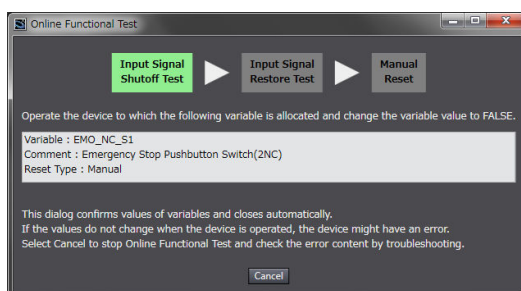 Online Functional Test
Input Signal
Shutoff Test
Input Signal
Restore Test
Manual
Reset
Operate the device to which the following variable is allocated and change the variable value to FALSE.
Variable : EMO_NC_S1
Comment : Emergency Stop Pushbutton Switch(2NC)
Reset Type : Manual
This dialog confirms values of variables and closes automatically.
If the values do not change when the device is operated, the device might have an error.
Select Cancel to stop Online Functional Test and check the error content by troubleshooting.
Cancel